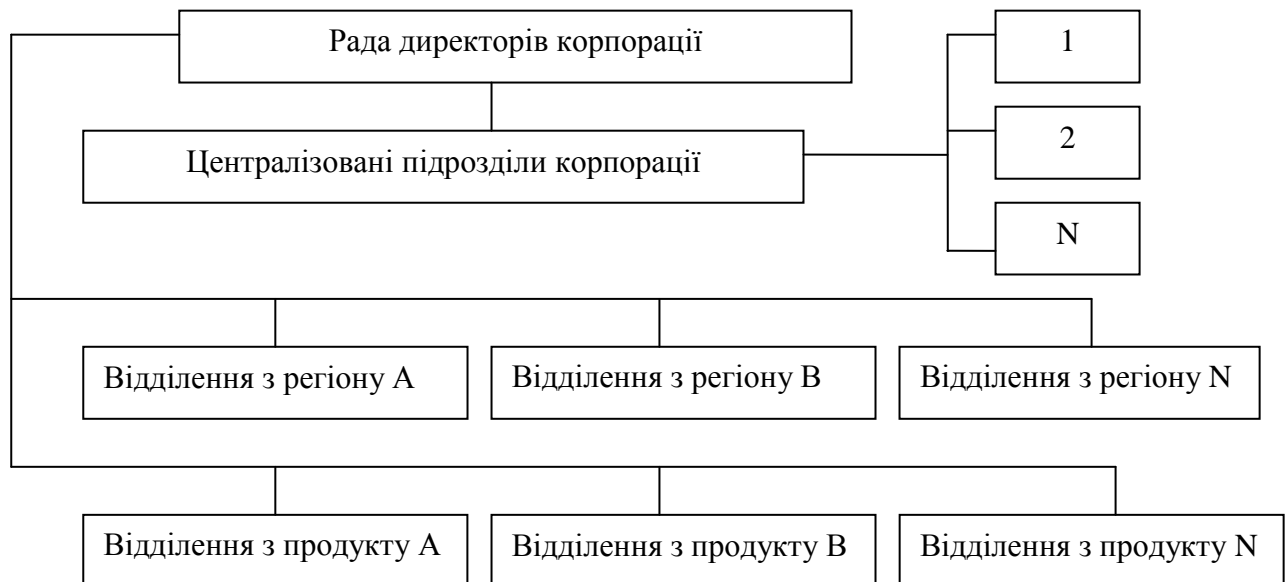 Рада директорів корпорації
1
2
Централізовані підрозділи корпорації
N
Відділення з регіону А
Відділення з регіону В
Відділення з регіону N
Відділення з продукту А
Відділення з продукту В
Відділення з продукту N